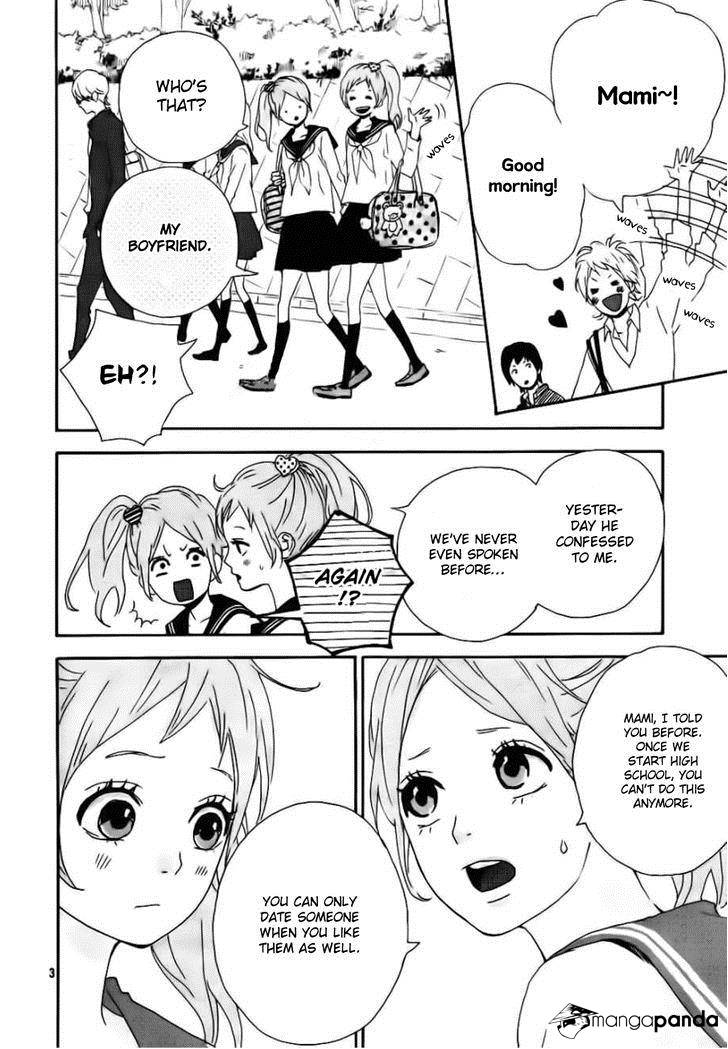 Mami~!
Good
morning!
waves
waves
waves
waves
WHO'S
THAT?
MY
BOYFRIEND.
EH?!
YESTER-
DAY HE
CONFESSED
TO ME.
WE'VE NEVER
EVEN SPOKEN
BEFORE...
AGAIN
!?
MAMI, I TOLD
YOU BEFORE.
ONCE WE
START HIGH
SCHOOL, YOU
CAN'T DO THIS
ANYMORE.
YOU CAN ONLY
DATE SOMEONE
WHEN YOU LIKE
THEM AS WELL.
3
mangapanda